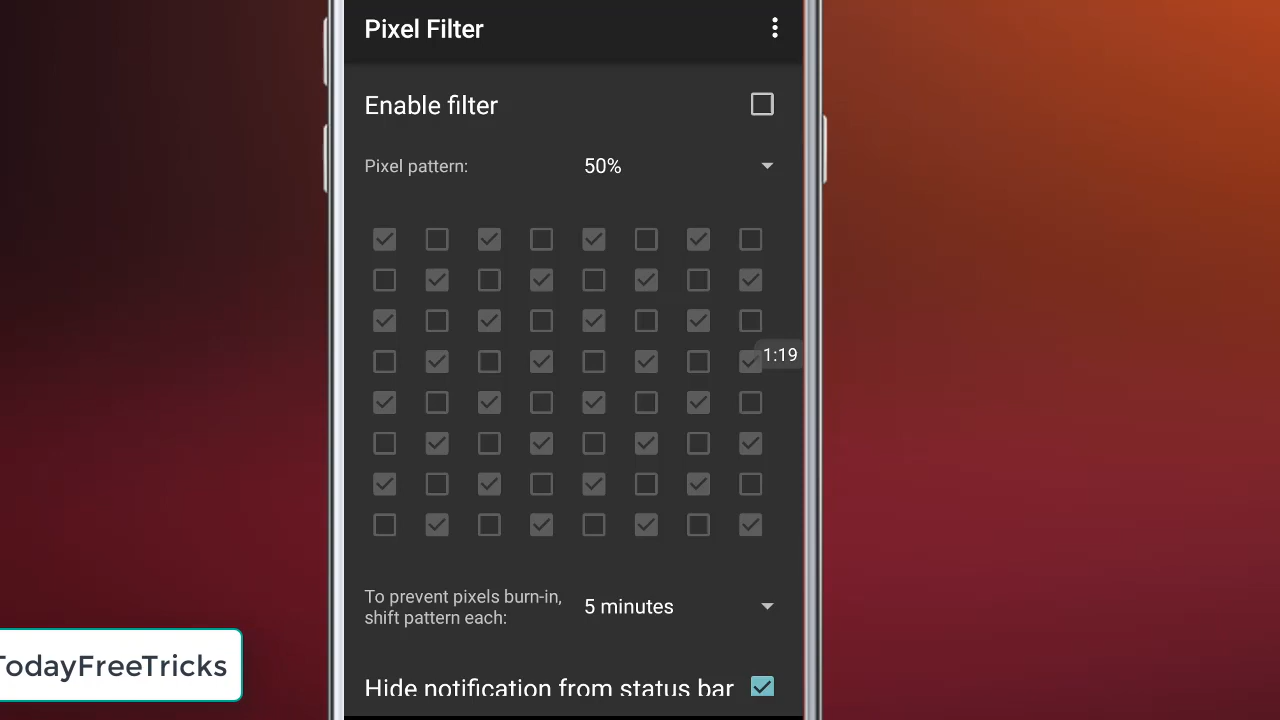 Pixel Filter
Enable filter
Pixel pattern: 50%
1:19
To prevent pixels burn-in,
shift pattern each: 5 minutes
Hide notification from status bar
TodayFreeTricks